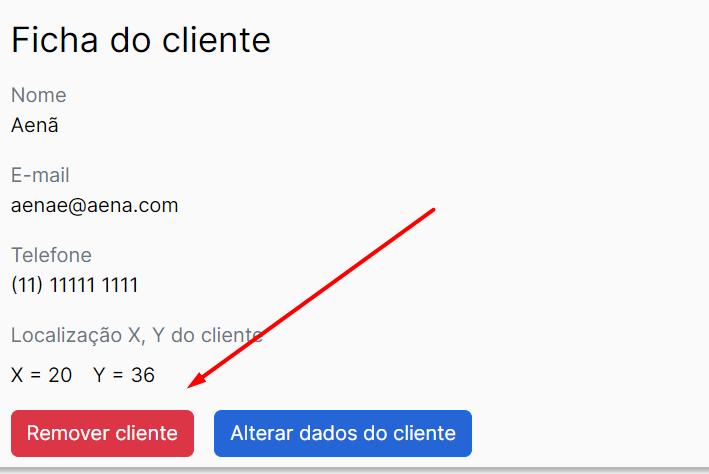 Ficha do cliente
Nome
Aenã
E-mail
aenae@aena.com
Telefone
(11) 11111 1111
Localização X, Y do cliente
X = 20 Y = 36
Remover cliente Alterar dados do cliente